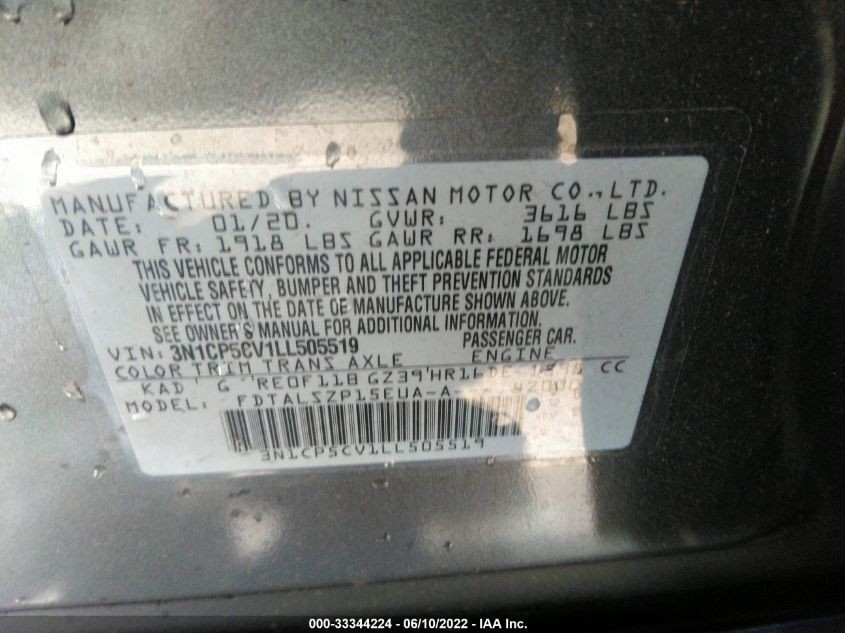 MANUFACTURED BY NISSAN MOTOR CO., LTD.
DATE: 01/20. GVWR: 3616 LBS
GAWR FR: 1918 LBS GAWR RR: 1698 LBS
THIS VEHICLE CONFORMS TO ALL APPLICABLE FEDERAL MOTOR
VEHICLE SAFETY, BUMPER AND THEFT PREVENTION STANDARDS
IN EFFECT ON THE DATE OF MANUFACTURE SHOWN ABOVE.
SEE OWNER'S MANUAL FOR ADDITIONAL INFORMATION.
VIN: 3N1CP5CV1LL505519 PASSENGER CAR.
COLOR TRIM TRANS AXLE ENGINE
KAD G RE0F11B GZ39 HR16DE CC
MODEL: FDTALSZP15EUA-A
3N1CP5CV1LL505519
000-33344224 - 06/10/2022 - IAA Inc.